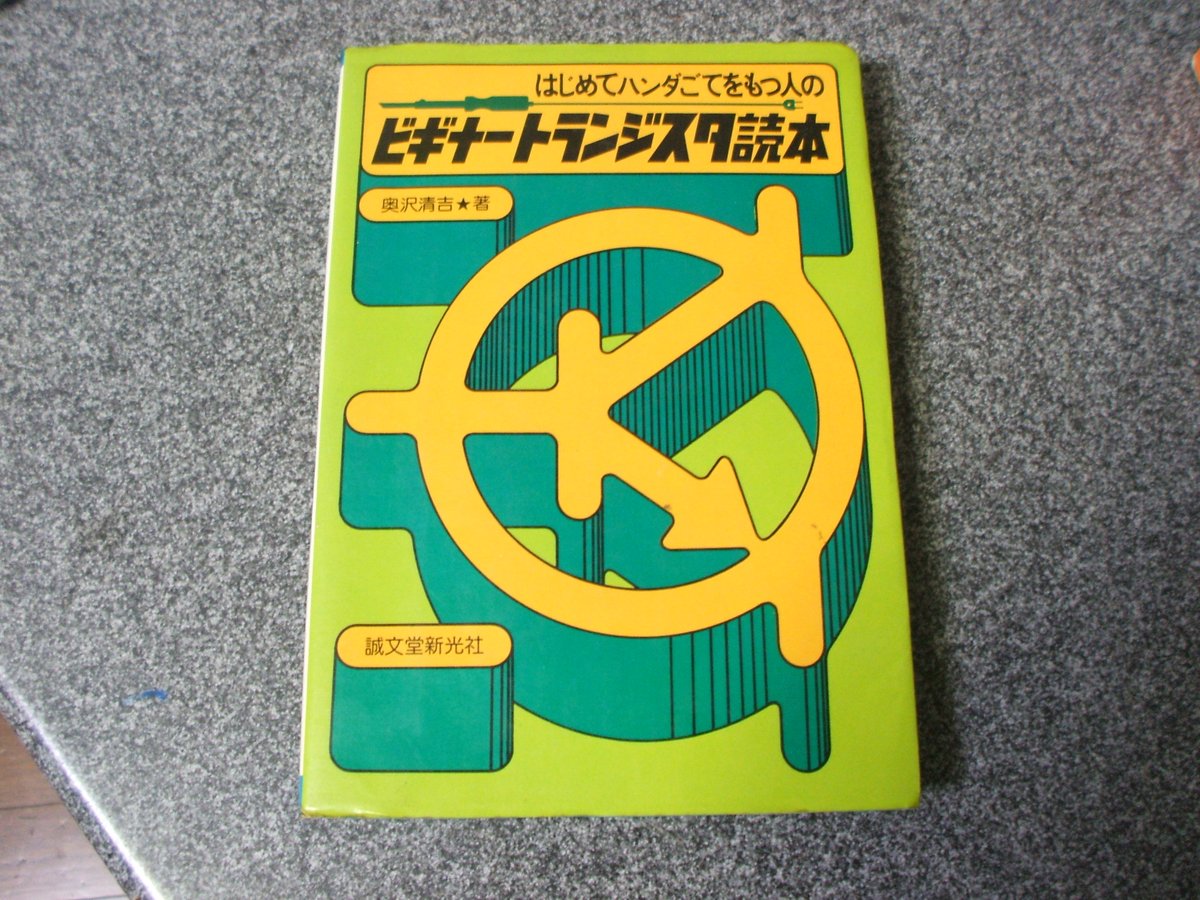 はじめてハンダごてをもつ人の
ビギナートランジスタ読本
奥沢清吉★著
誠文堂新光社